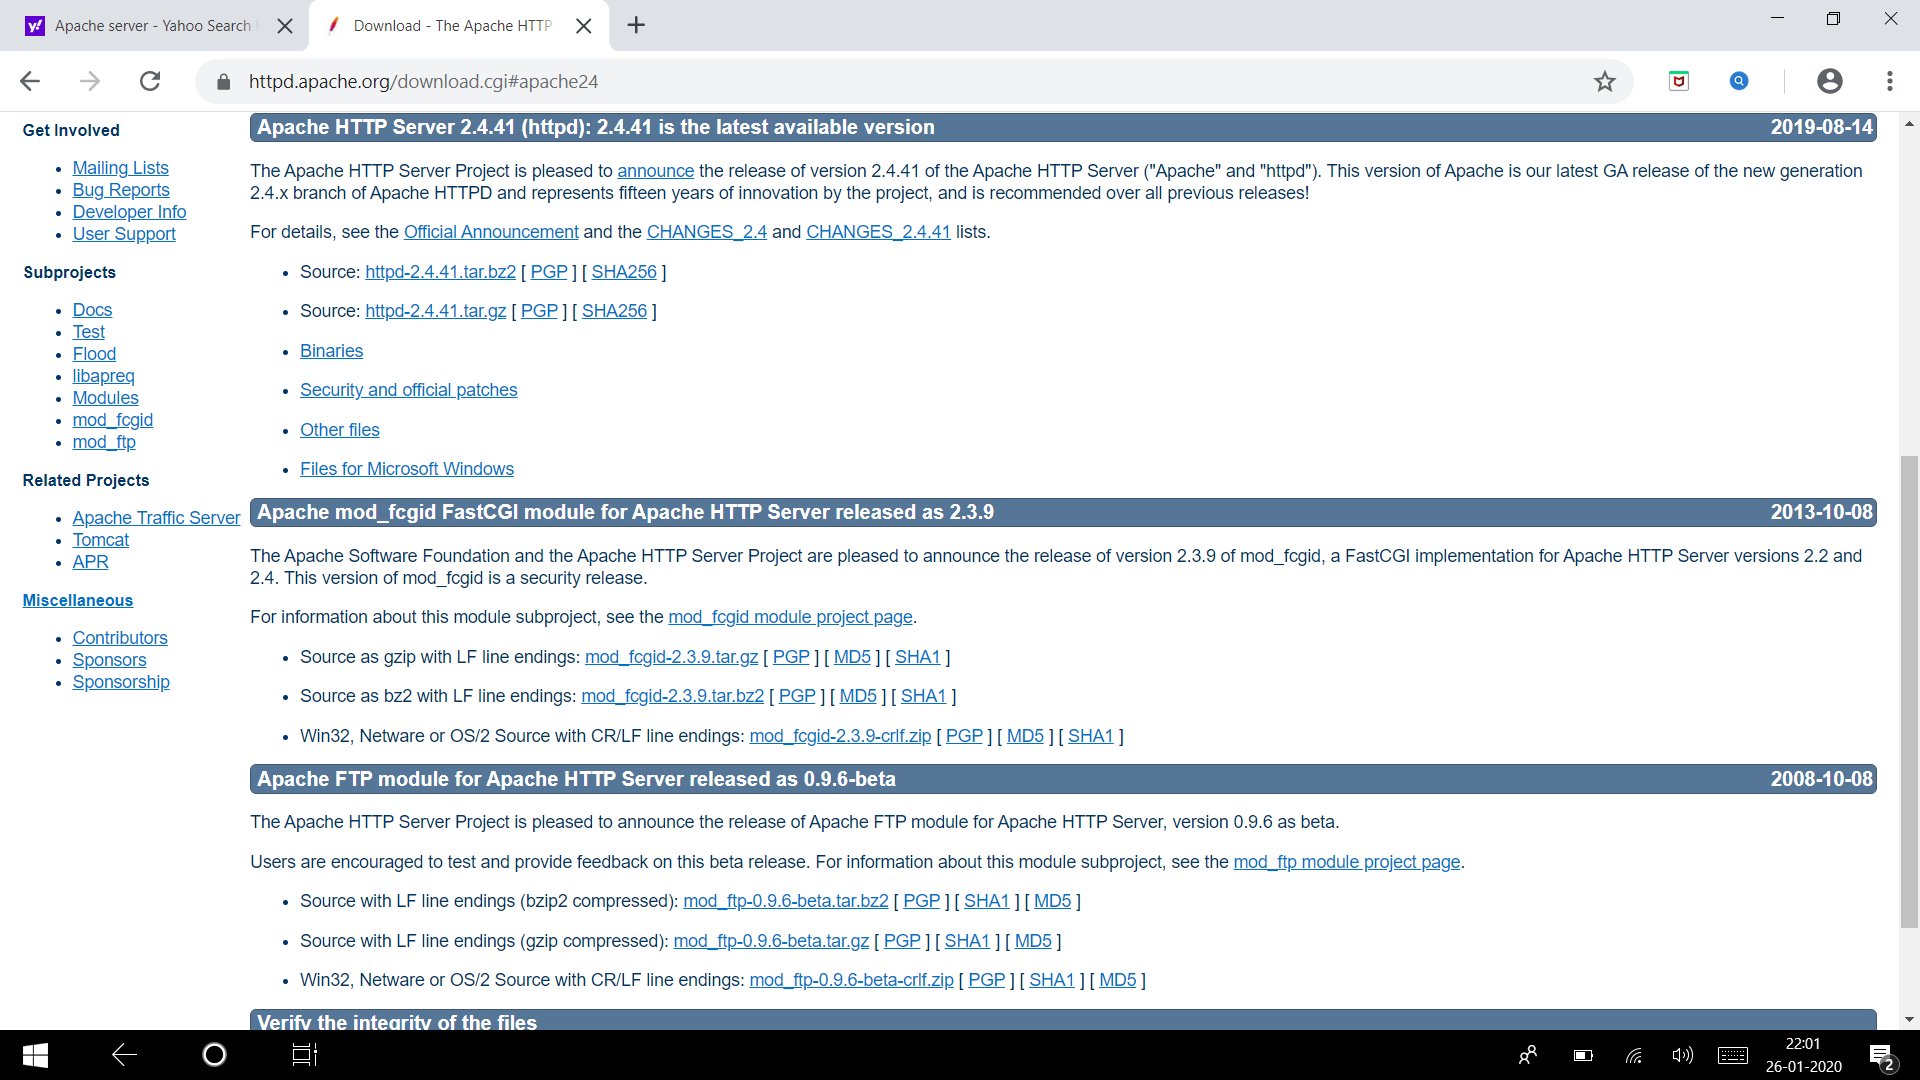 Apache server - Yahoo Search
Download - The Apache HTTP
httpd.apache.org/download.cgi#apache24
Get Involved
Mailing Lists
Bug Reports
Developer Info
User Support
Subprojects
Docs
Test
Flood
libapreq
Modules
mod_fcgid
mod_ftp
Related Projects
Apache Traffic Server
Tomcat
APR
Miscellaneous
Contributors
Sponsors
Sponsorship
Apache HTTP Server 2.4.41 (httpd): 2.4.41 is the latest available version 2019-08-14
The Apache HTTP Server Project is pleased to announce the release of version 2.4.41 of the Apache HTTP Server ("Apache" and "httpd"). This version of Apache is our latest GA release of the new generation
2.4.x branch of Apache HTTPD and represents fifteen years of innovation by the project, and is recommended over all previous releases!
For details, see the Official Announcement and the CHANGES_2.4 and CHANGES_2.4.41 lists.
Source: httpd-2.4.41.tar.bz2 [ PGP ] [ SHA256 ]
Source: httpd-2.4.41.tar.gz [ PGP ] [ SHA256 ]
Binaries
Security and official patches
Other files
Files for Microsoft Windows
Apache mod_fcgid FastCGI module for Apache HTTP Server released as 2.3.9 2013-10-08
The Apache Software Foundation and the Apache HTTP Server Project are pleased to announce the release of version 2.3.9 of mod_fcgid, a FastCGI implementation for Apache HTTP Server versions 2.2 and
2.4. This version of mod_fcgid is a security release.
For information about this module subproject, see the mod_fcgid module project page.
Source as gzip with LF line endings: mod_fcgid-2.3.9.tar.gz [ PGP ] [ MD5 ] [ SHA1 ]
Source as bz2 with LF line endings: mod_fcgid-2.3.9.tar.bz2 [ PGP ] [ MD5 ] [ SHA1 ]
Win32, Netware or OS/2 Source with CR/LF line endings: mod_fcgid-2.3.9-crlf.zip [ PGP ] [ MD5 ] [ SHA1 ]
Apache FTP module for Apache HTTP Server released as 0.9.6-beta 2008-10-08
The Apache HTTP Server Project is pleased to announce the release of Apache FTP module for Apache HTTP Server, version 0.9.6 as beta.
Users are encouraged to test and provide feedback on this beta release. For information about this module subproject, see the mod_ftp module project page.
Source with LF line endings (bzip2 compressed): mod_ftp-0.9.6-beta.tar.bz2 [ PGP ] [ SHA1 ] [ MD5 ]
Source with LF line endings (gzip compressed): mod_ftp-0.9.6-beta.tar.gz [ PGP ] [ SHA1 ] [ MD5 ]
Win32, Netware or OS/2 Source with CR/LF line endings: mod_ftp-0.9.6-beta-crlf.zip [ PGP ] [ SHA1 ] [ MD5 ]
Verify the integrity of the files
22:01
26-01-2020
2